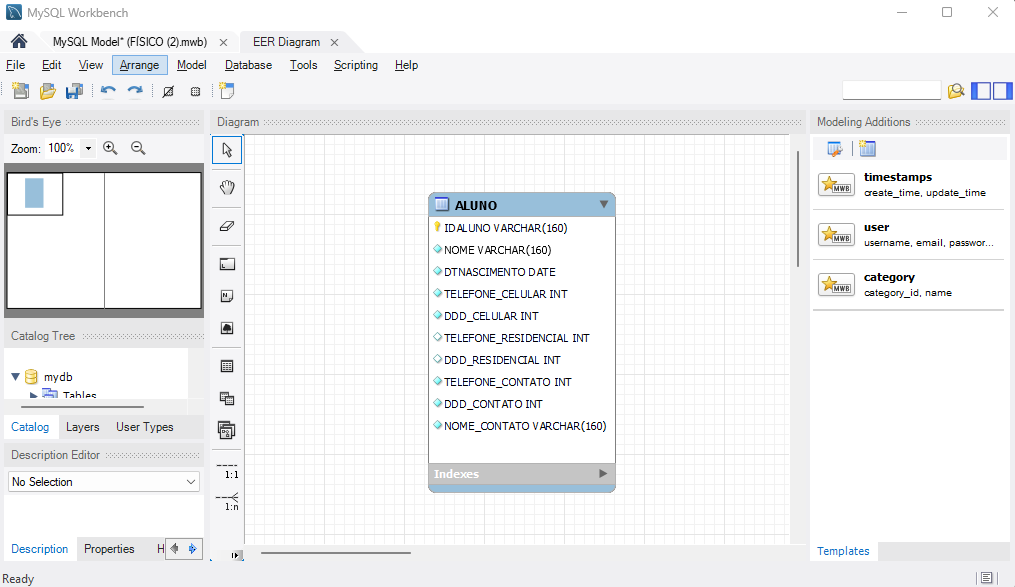 MySQL Workbench
MySQL Model* (FÍSICO (2).mwb)
EER Diagram
File Edit View Arrange Model Database Tools Scripting Help
Bird's Eye
Zoom: 100%
Catalog Tree
mydb
Tables
Catalog Layers User Types
Description Editor
No Selection
Description Properties H
Ready
Diagram
1:1
1:n
ALUNO
IDALUNO VARCHAR(160)
NOME VARCHAR(160)
DTNASCIMENTO DATE
TELEFONE_CELULAR INT
DDD_CELULAR INT
TELEFONE_RESIDENCIAL INT
DDD_RESIDENCIAL INT
TELEFONE_CONTATO INT
DDD_CONTATO INT
NOME_CONTATO VARCHAR(160)
Indexes
Modeling Additions
MWB
timestamps
create_time, update_time
MWB
user
username, email, passwor...
MWB
category
category_id, name
Templates